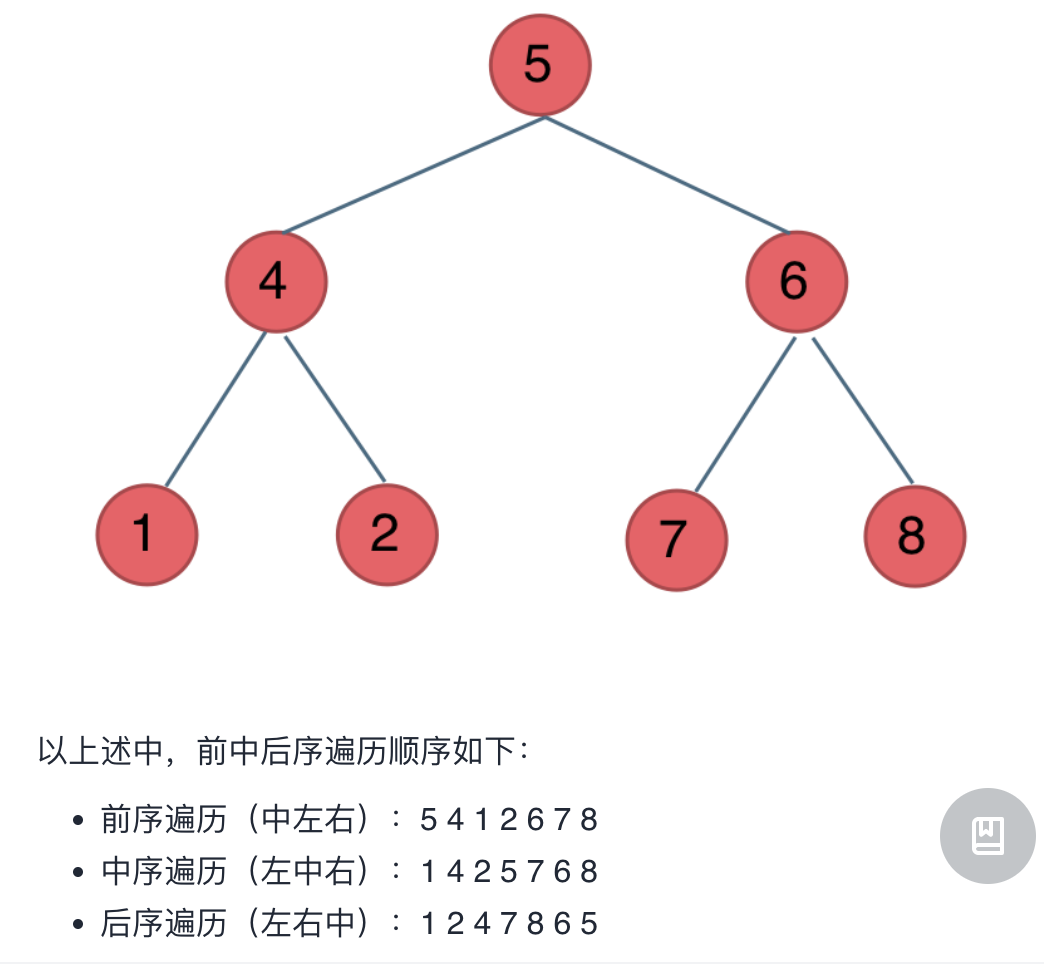 5
4 6
1 2 7 8
以上述中，前中后序遍历顺序如下：
• 前序遍历（中左右）：5 4 1 2 6 7 8
• 中序遍历（左中右）：1 4 2 5 7 6 8
• 后序遍历（左右中）：1 2 4 7 8 6 5